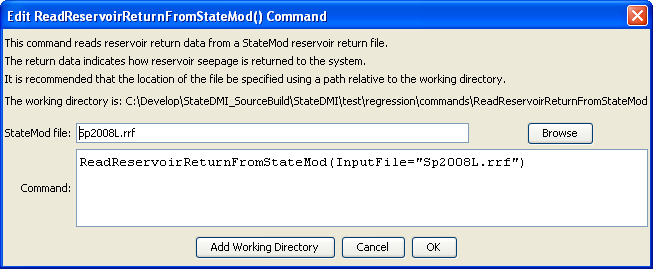 Edit ReadReservoirReturnFromStateMod() Command
This command reads reservoir return data from a StateMod reservoir return file.
The return data indicates how reservoir seepage is returned to the system.
It is recommended that the location of the file be specified using a path relative to the working directory.
The working directory is: C:\Develop\StateDMI_SourceBuild\StateDMI\test\regression\commands\ReadReservoirReturnFromStateMod
StateMod file: Sp2008L.rrf Browse
ReadReservoirReturnFromStateMod(InputFile="Sp2008L.rrf")
Command:
Add Working Directory Cancel OK